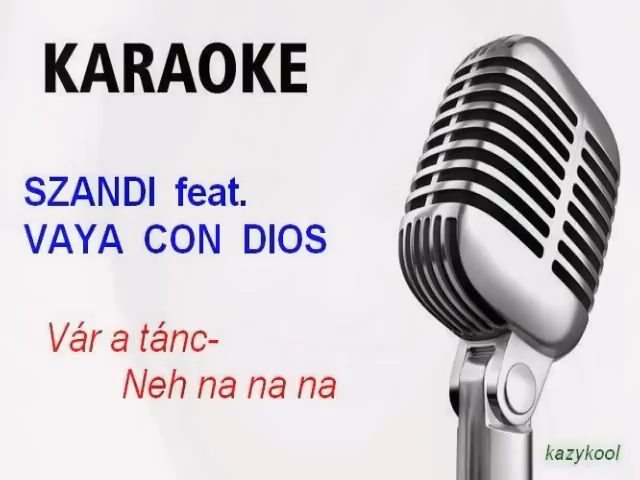 KARAOKE
SZANDI feat.
VAYA CON DIOS
Vár a tánc-
Neh na na na
kazykool